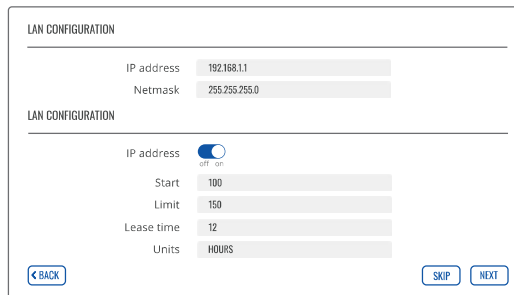 LAN CONFIGURATION
IP address 192.168.1.1
Netmask 255.255.255.0
LAN CONFIGURATION
IP address
off on
Start 100
Limit 150
Lease time 12
Units HOURS
BACK SKIP NEXT